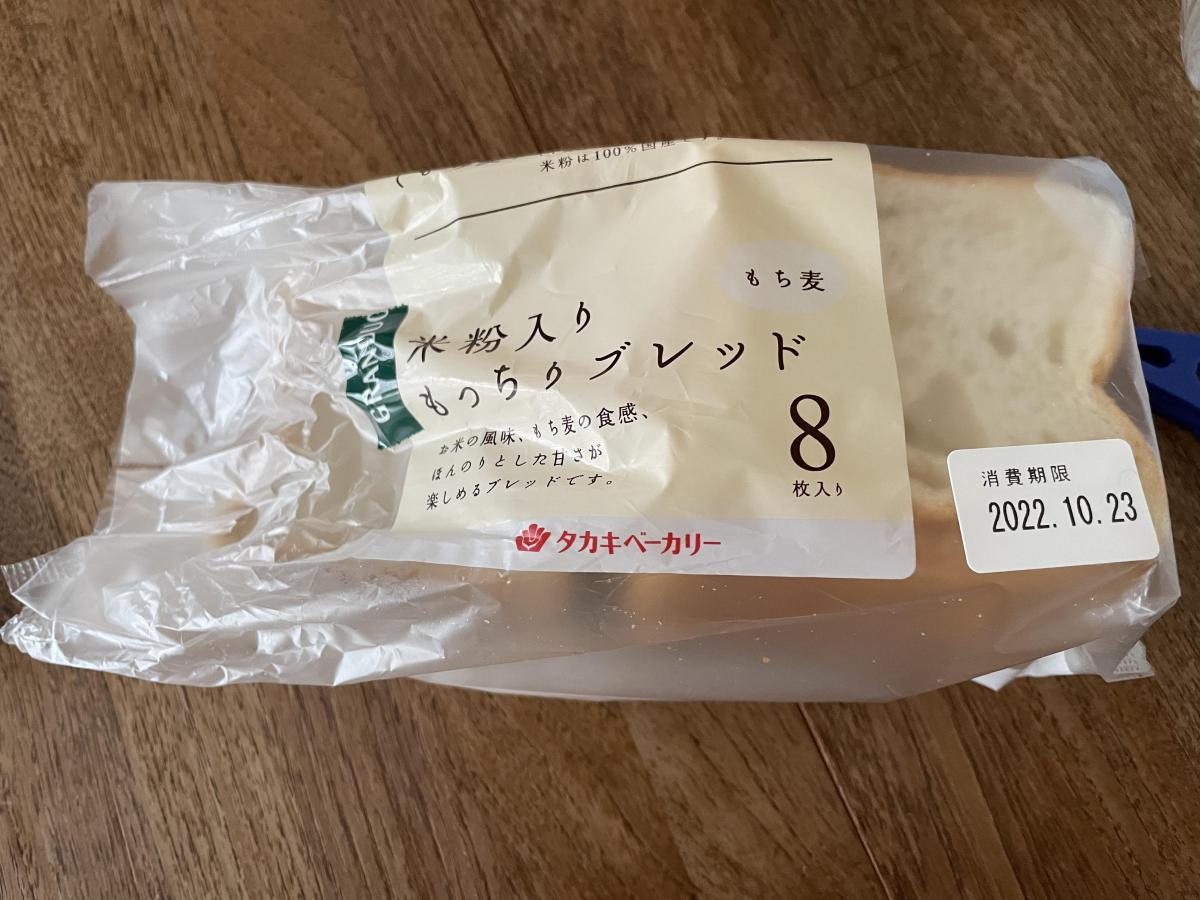 米粉は100%国産です。
もち麦
GRANDUO
米粉入り
もっちりブレッド
お米の風味、もち麦の食感、
ほんのりとした甘さが
楽しめるブレッドです。
8
枚入り
タカキベーカリー
消費期限
2022.10.23